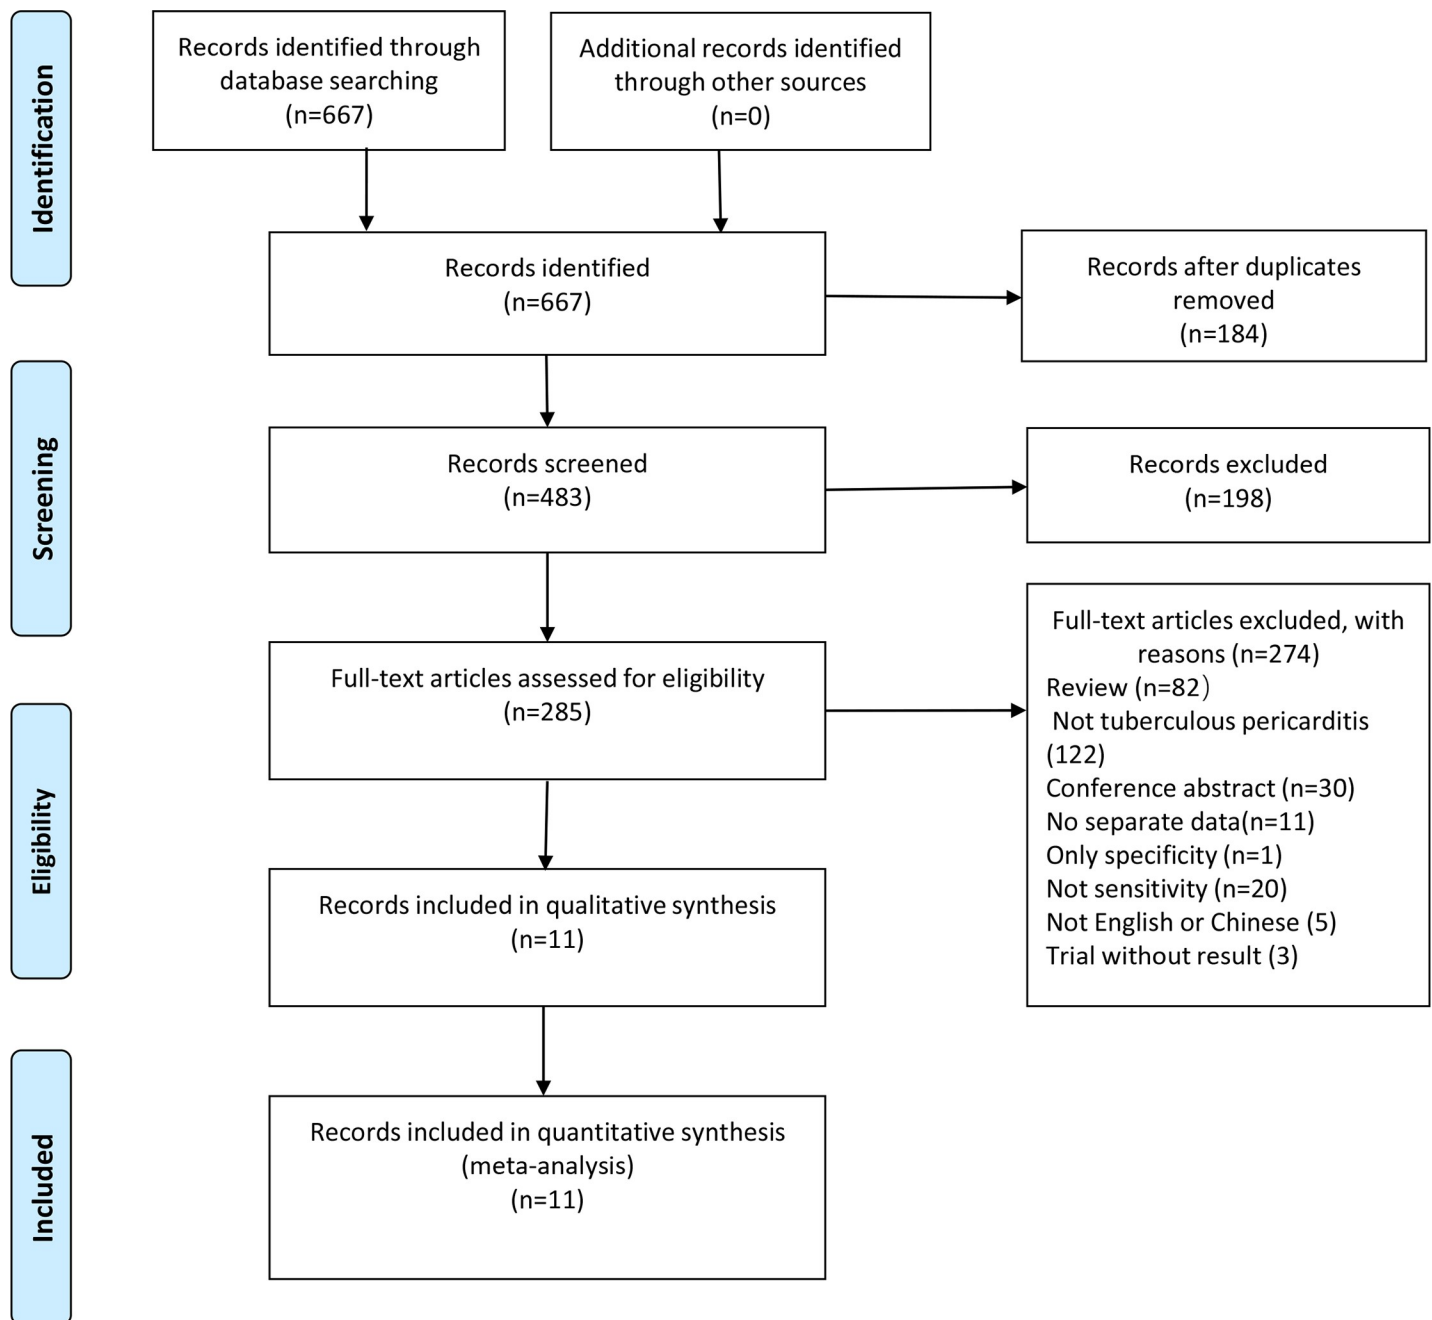 Identification
Records identified through
database searching
(n=667)
Additional records identified
through other sources
(n=0)
Records identified
(n=667)
Records after duplicates
removed
(n=184)
Screening
Records screened
(n=483)
Records excluded
(n=198)
Eligibility
Full-text articles assessed for eligibility
(n=285)
Full-text articles excluded, with
reasons (n=274)
Review (n=82）
Not tuberculous pericarditis
(122)
Conference abstract (n=30)
No separate data(n=11)
Only specificity (n=1)
Not sensitivity (n=20)
Not English or Chinese (5)
Trial without result (3)
Records included in qualitative synthesis
(n=11)
Included
Records included in quantitative synthesis
(meta-analysis)
(n=11)